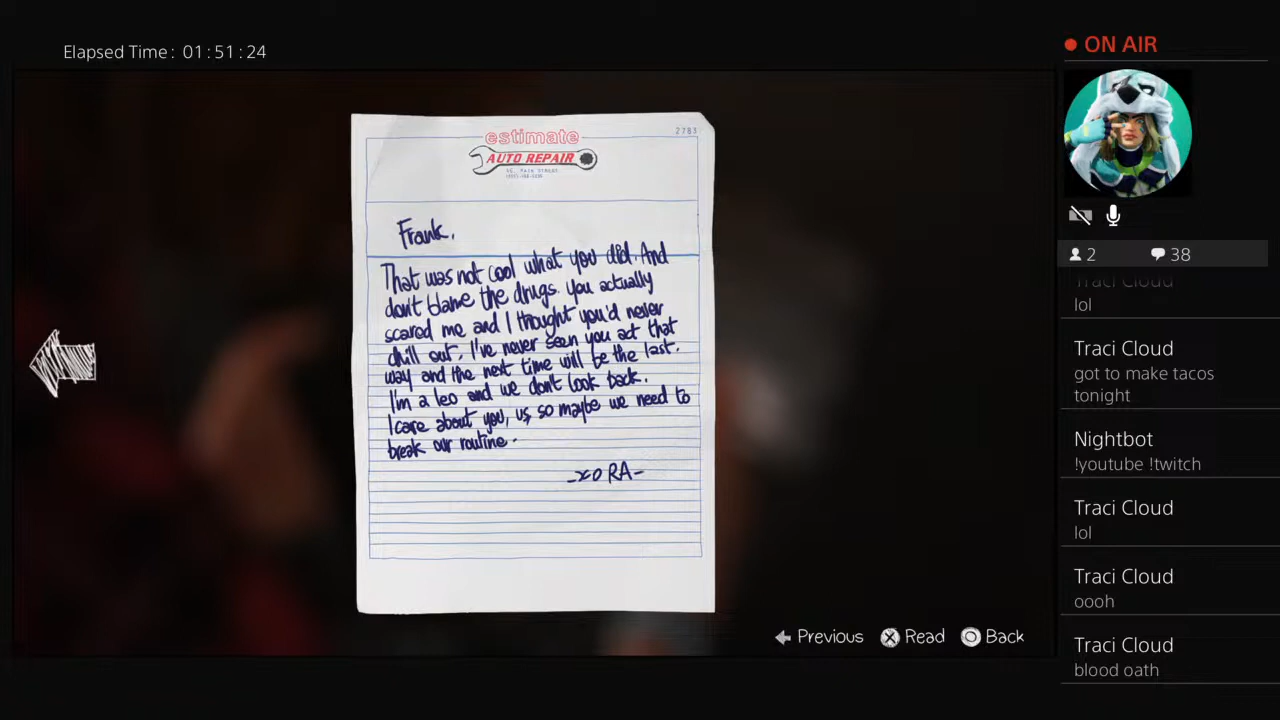 Elapsed Time: 01:51:24
ON AIR
2783
estimate
AUTO REPAIR
Frank,
That was not cool what you did. And
don't blame the drugs. You actually
scared me and I thought you'd never
chill out. I've never seen you act that
way and the next time will be the last.
I'm a leo and we don't look back.
I care about you, us, so maybe we need to
break our routine.
-xo RA-
Previous
Read
Back
2
38
Traci Cloud
lol
Traci Cloud
got to make tacos
tonight
Nightbot
!youtube !twitch
Traci Cloud
lol
Traci Cloud
oooh
Traci Cloud
blood oath